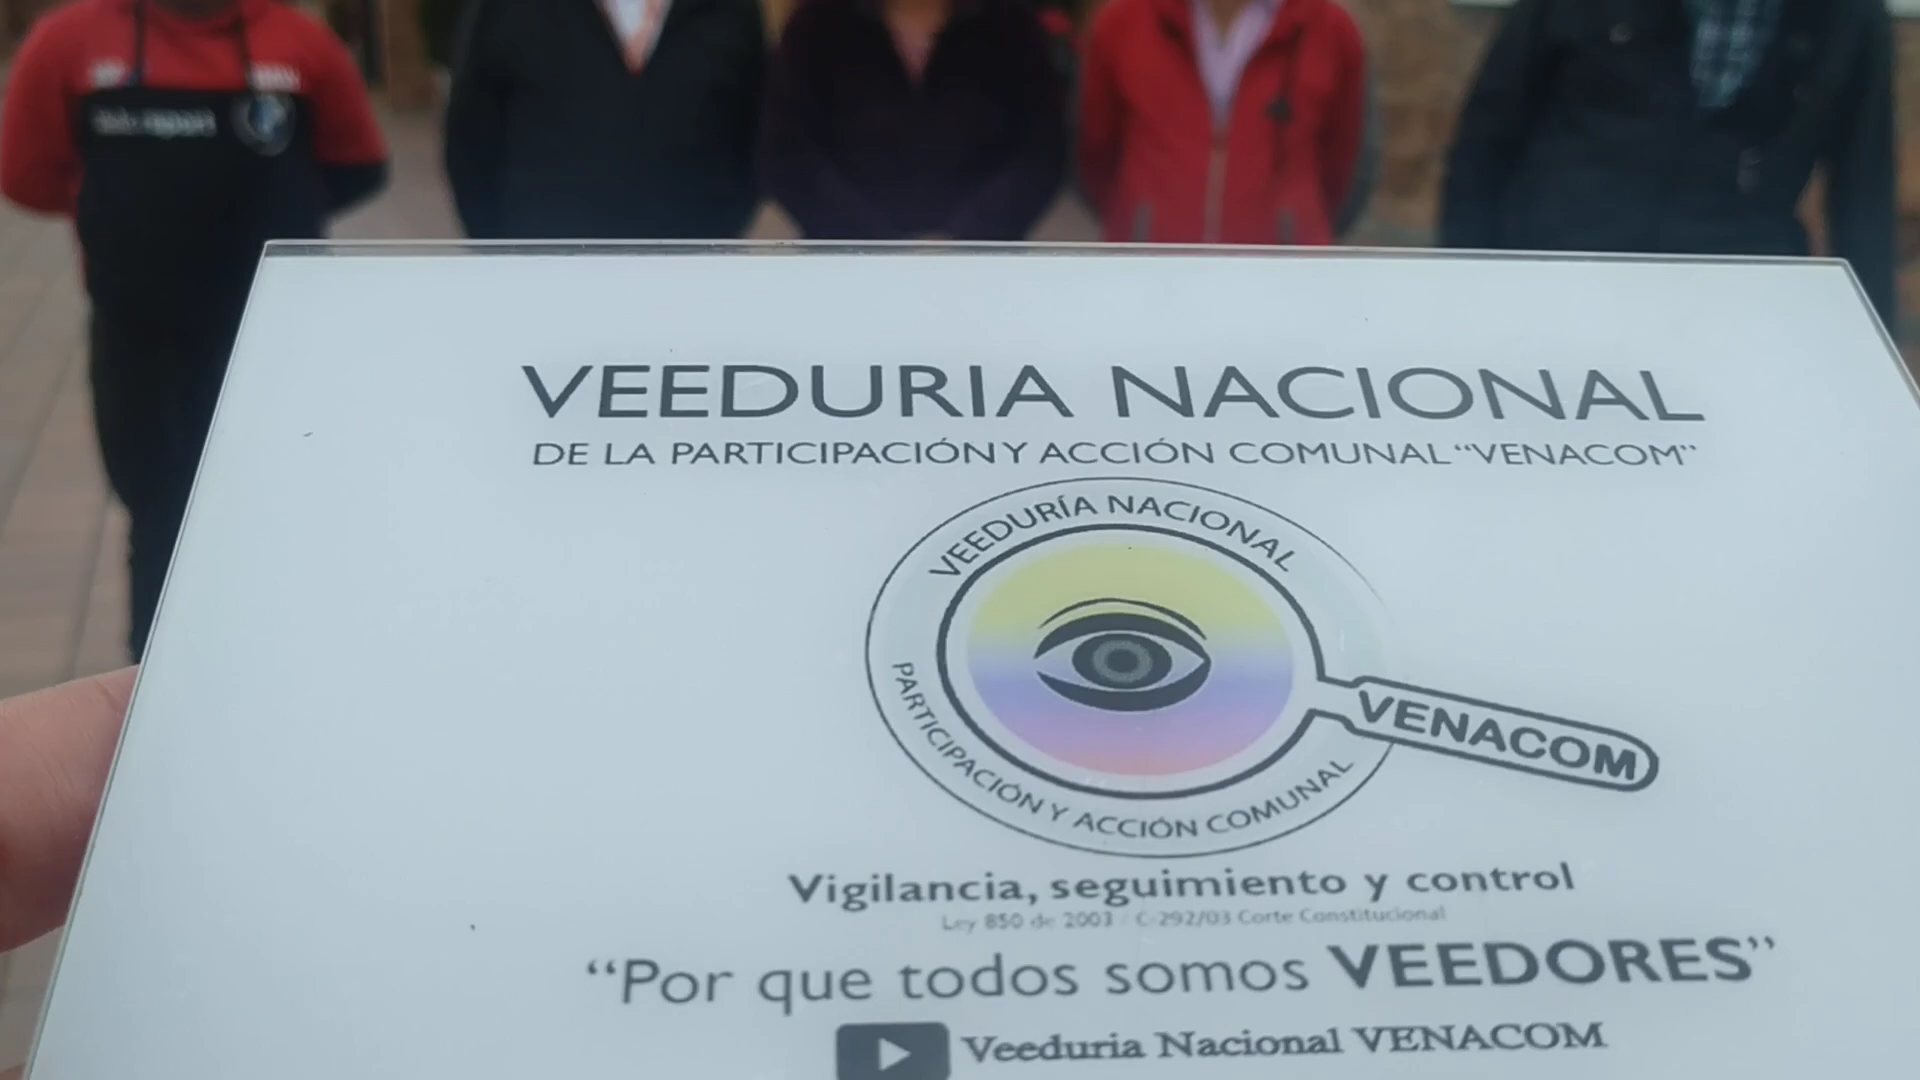 VEEDURIA NACIONAL
DE LA PARTICIPACIÓN Y ACCIÓN COMUNAL “VENACOM”
VEEDURÍA NACIONAL
PARTICIPACIÓN Y ACCIÓN COMUNAL
VENACOM
Vigilancia, seguimiento y control
Ley 850 de 2003 / C-292/03 Corte Constitucional
“Por que todos somos VEEDORES”
Veeduria Nacional VENACOM